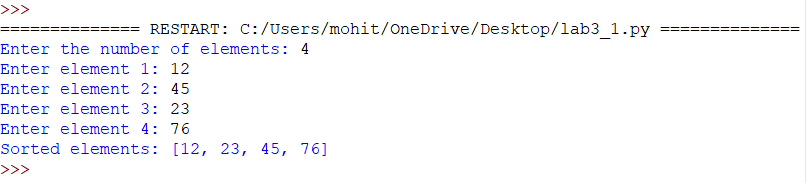 >>>
============== RESTART: C:/Users/mohit/OneDrive/Desktop/lab3_1.py ==============
Enter the number of elements: 4
Enter element 1: 12
Enter element 2: 45
Enter element 3: 23
Enter element 4: 76
Sorted elements: [12, 23, 45, 76]
>>>